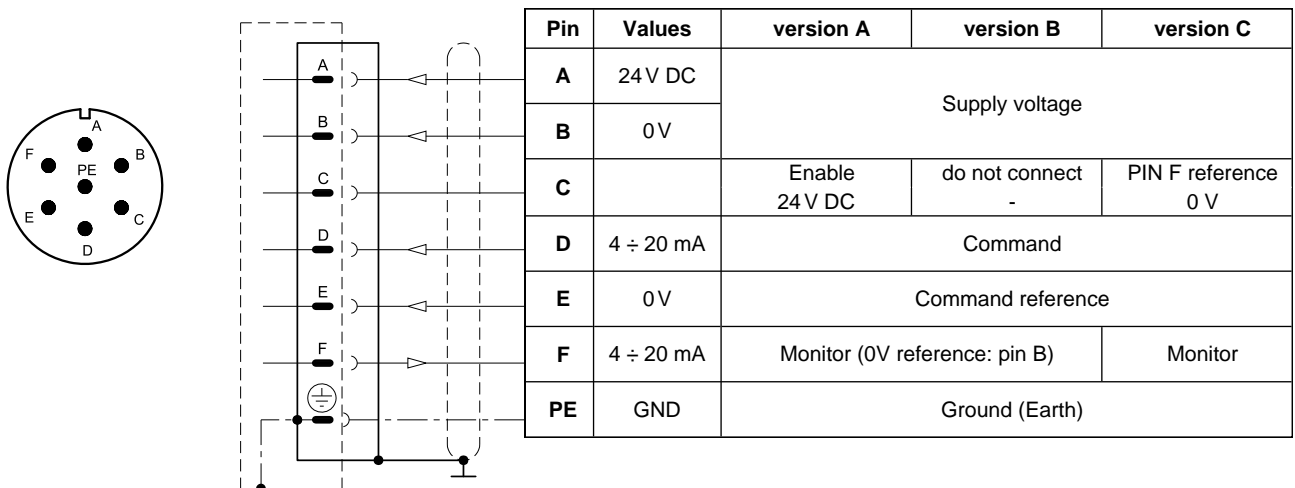 A
F
B
PE
E
C
D
A
B
C
D
E
F
Pin Values version A version B version C
A 24 V DC Supply voltage
B 0 V
C Enable do not connect PIN F reference
24 V DC - 0 V
D 4 ÷ 20 mA Command
E 0 V Command reference
F 4 ÷ 20 mA Monitor (0V reference: pin B) Monitor
PE GND Ground (Earth)